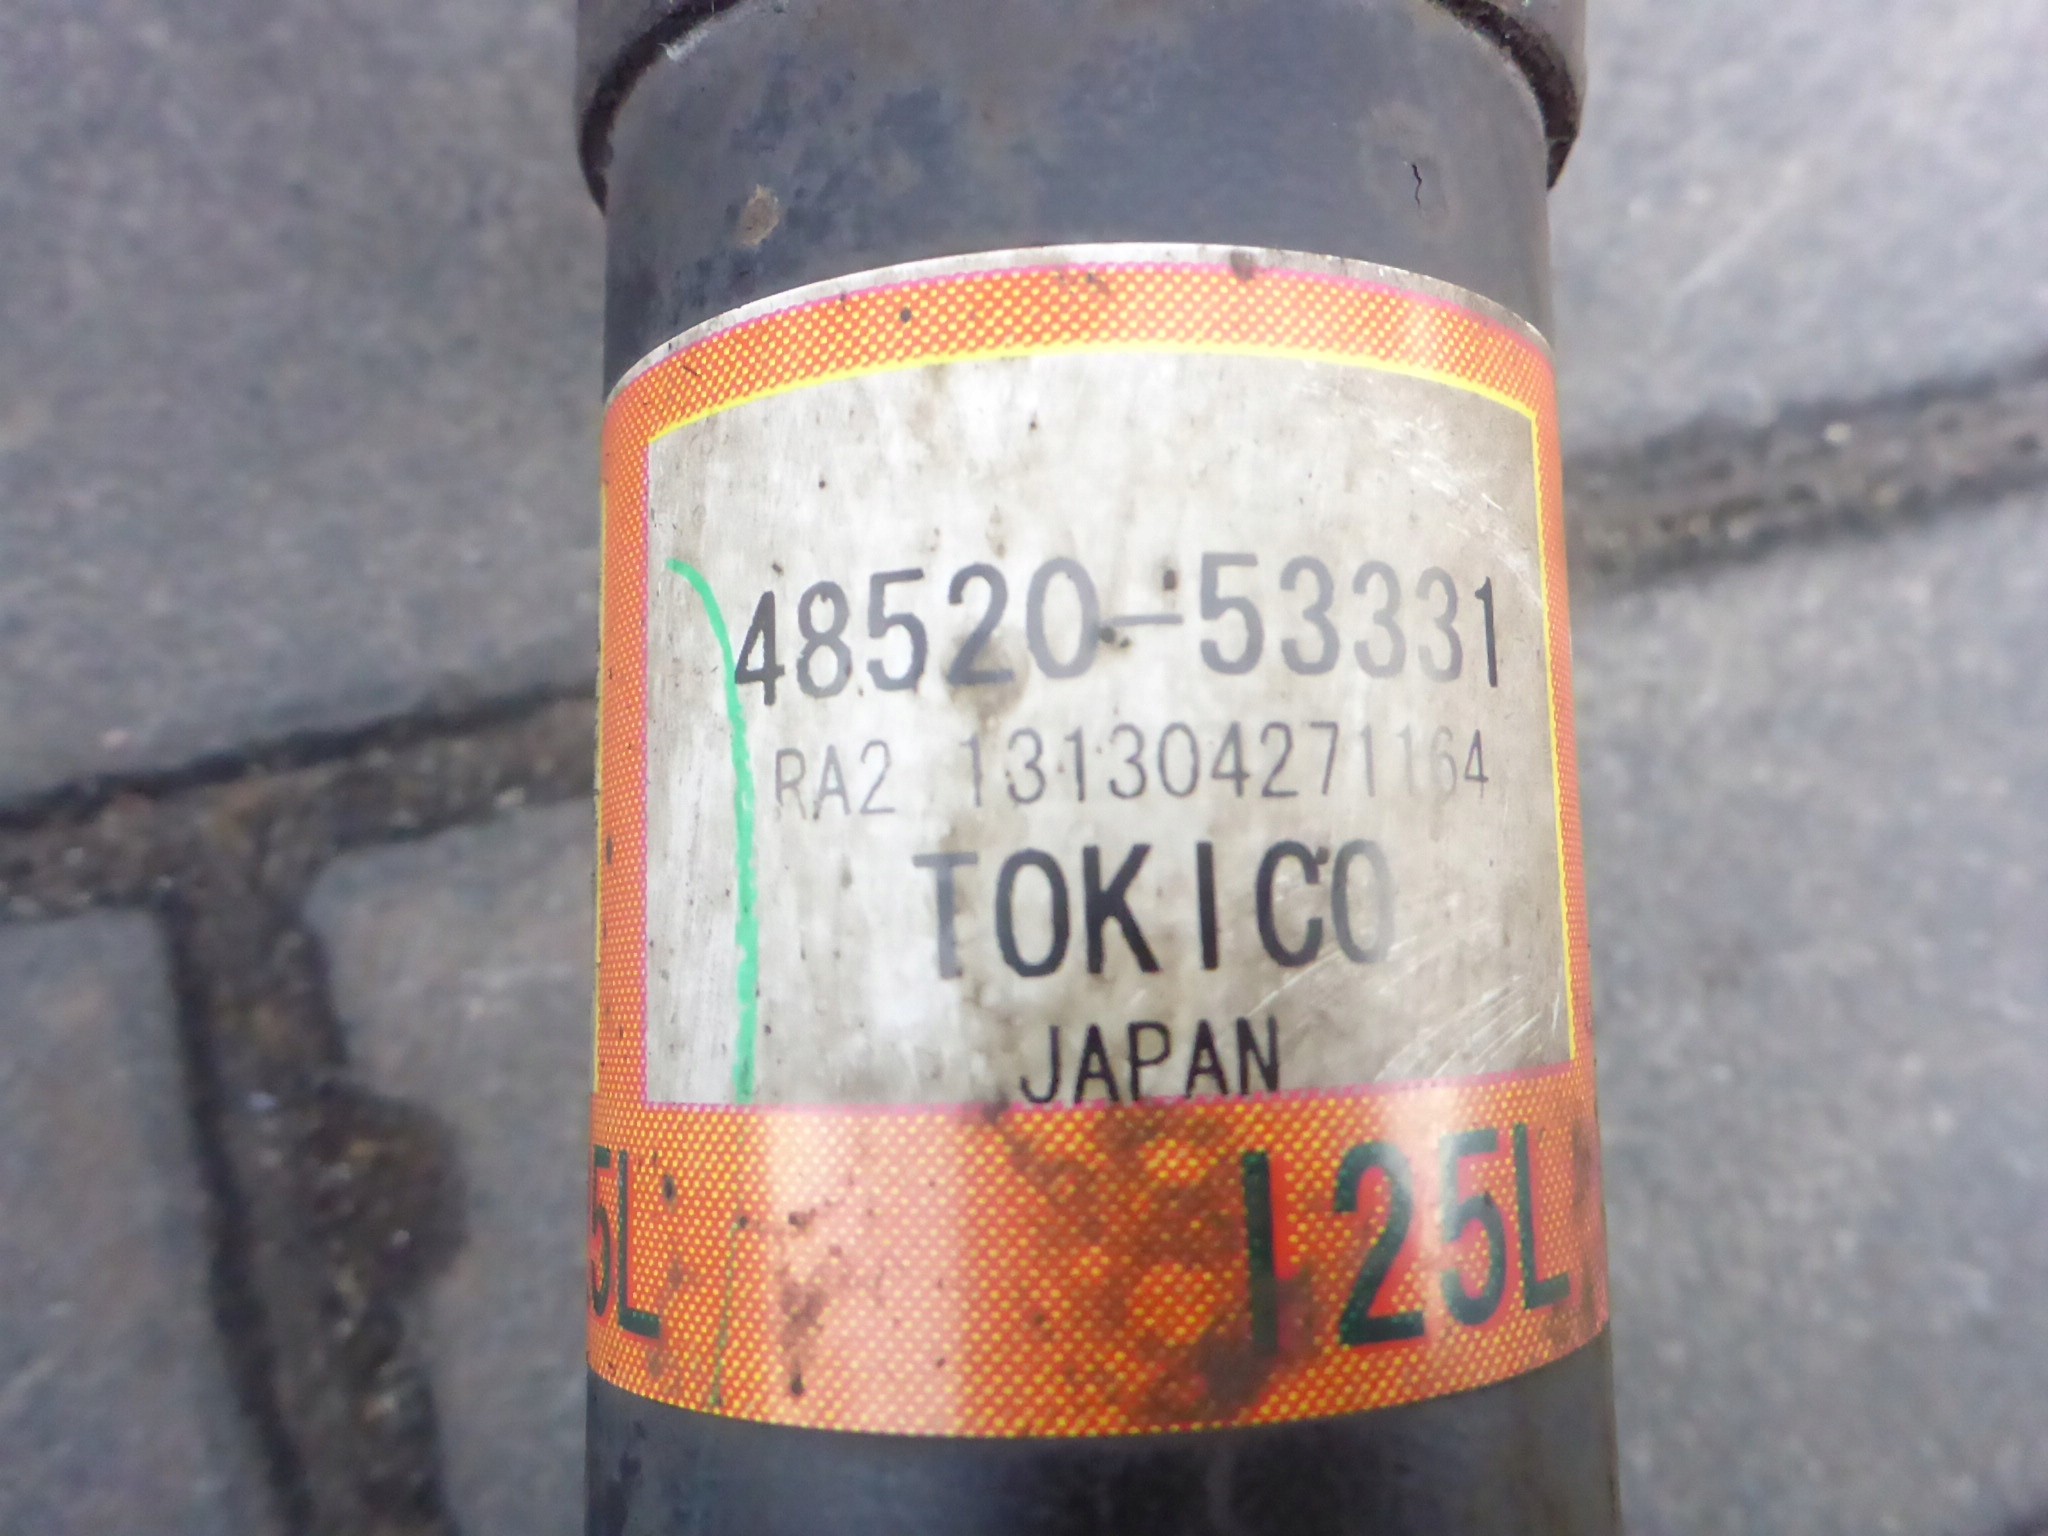 48520-53331
RA2 131304271164
TOKICO
JAPAN
5L I25L